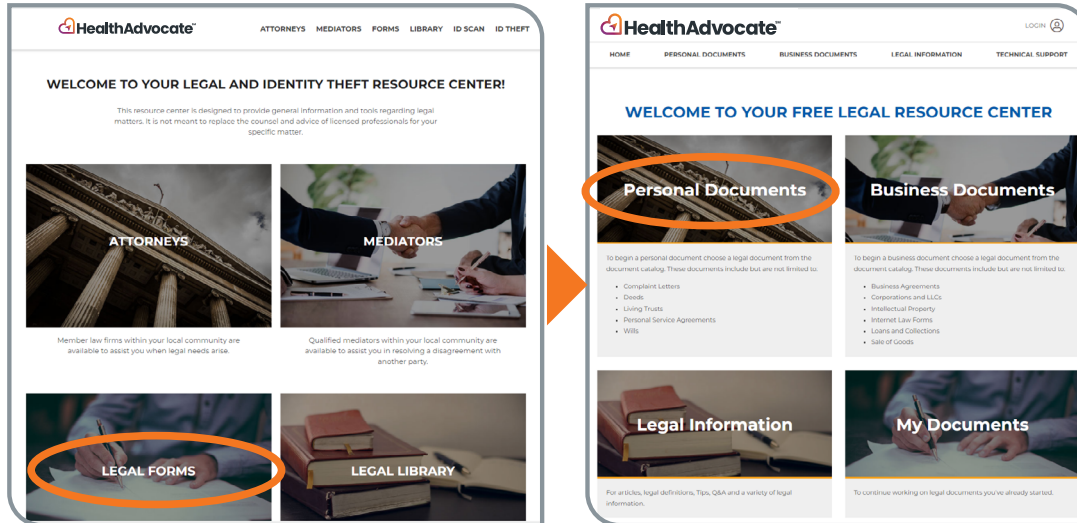 HealthAdvocate℠
ATTORNEYS MEDIATORS FORMS LIBRARY ID SCAN ID THEFT
WELCOME TO YOUR LEGAL AND IDENTITY THEFT RESOURCE CENTER!
This resource center is designed to provide general information and tools regarding legal
matters. It is not meant to replace the counsel and advice of licensed professionals for your
specific matter.
ATTORNEYS
MEDIATORS
Member law firms within your local community are
available to assist you when legal needs arise.
Qualified mediators within your local community are
available to assist you in resolving a disagreement with
another party.
LEGAL FORMS
LEGAL LIBRARY
HealthAdvocate℠
LOGIN
HOME PERSONAL DOCUMENTS BUSINESS DOCUMENTS LEGAL INFORMATION TECHNICAL SUPPORT
WELCOME TO YOUR FREE LEGAL RESOURCE CENTER
Personal Documents
Business Documents
To begin a personal document choose a legal document from the
document catalog. These documents include but are not limited to:
• Complaint Letters
• Deeds
• Living Trusts
• Personal Service Agreements
• Wills
To begin a business document choose a legal document from the
document catalog. These documents include but are not limited to:
• Business Agreements
• Corporations and LLCs
• Intellectual Property
• Internet Law Forms
• Loans and Collections
• Sale of Goods
Legal Information
My Documents
For articles, legal definitions, Tips, Q&A and a variety of legal
information.
To continue working on legal documents you've already started.